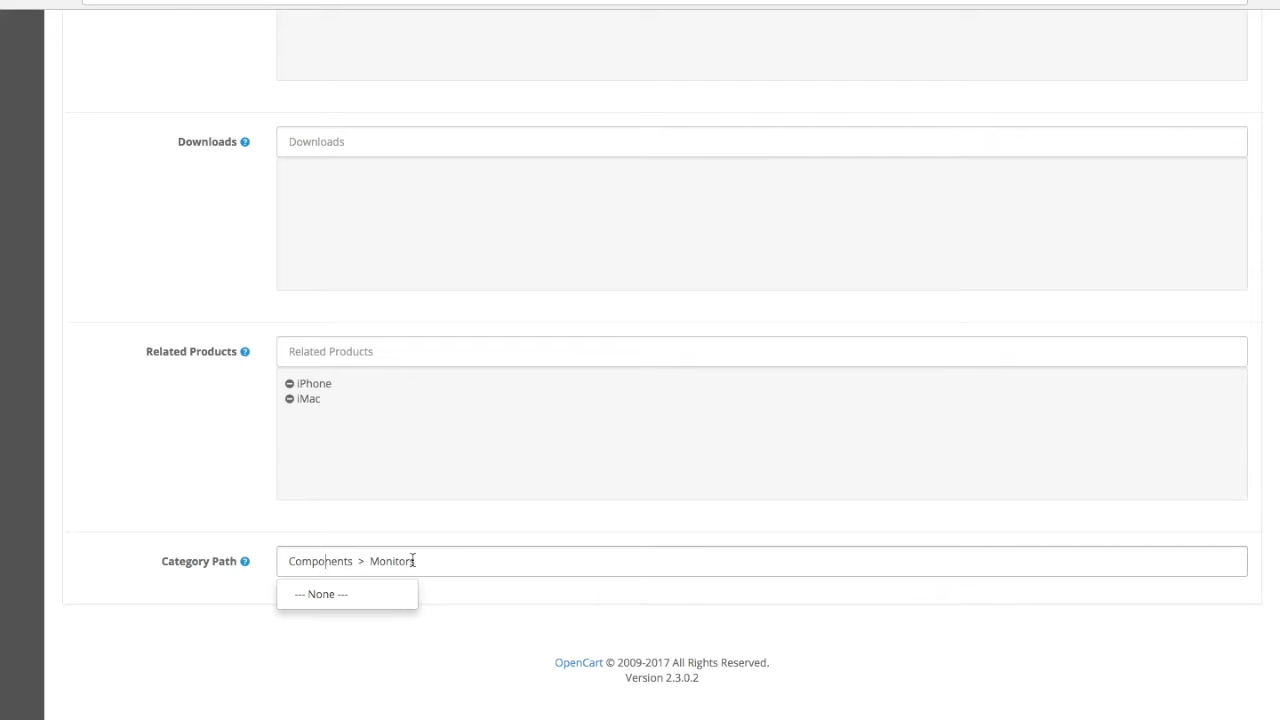 Downloads
Downloads
Related Products
Related Products
iPhone
iMac
Category Path
Components > Monitors
--- None ---
OpenCart © 2009-2017 All Rights Reserved.
Version 2.3.0.2